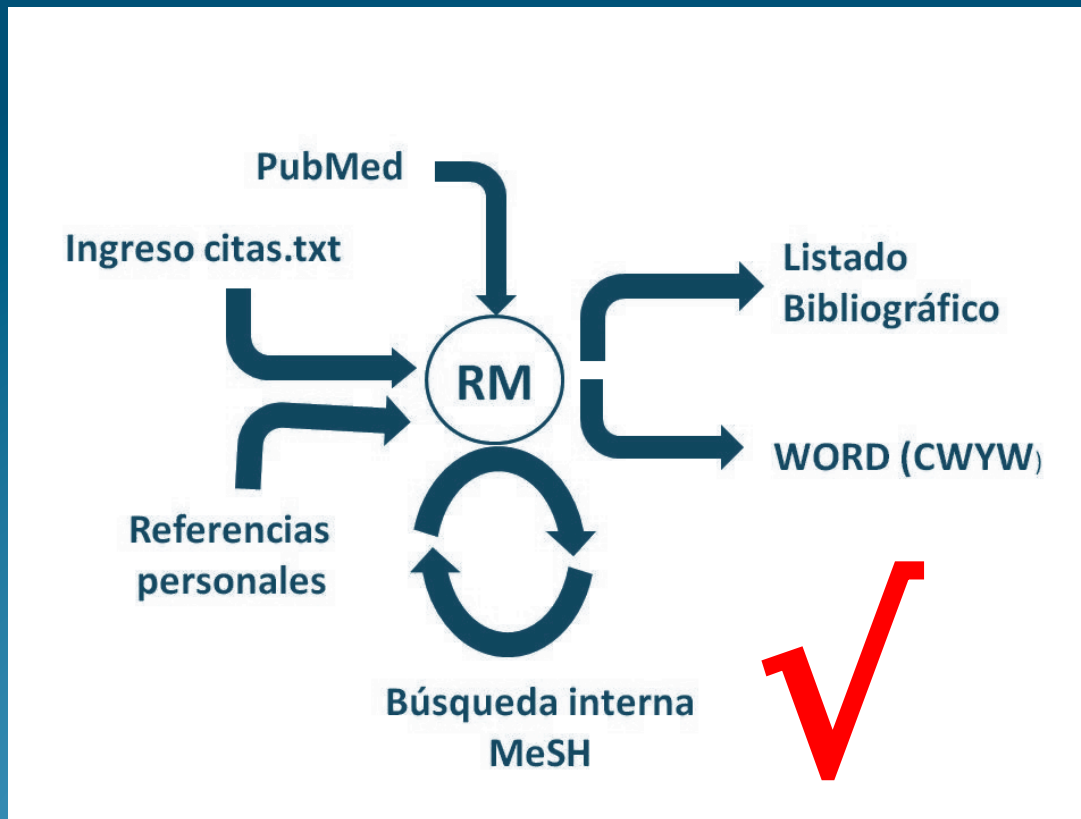 PubMed
Ingreso citas.txt
Listado
Bibliográfico
RM
WORD (CWYW)
Referencias
personales
Búsqueda interna
MeSH